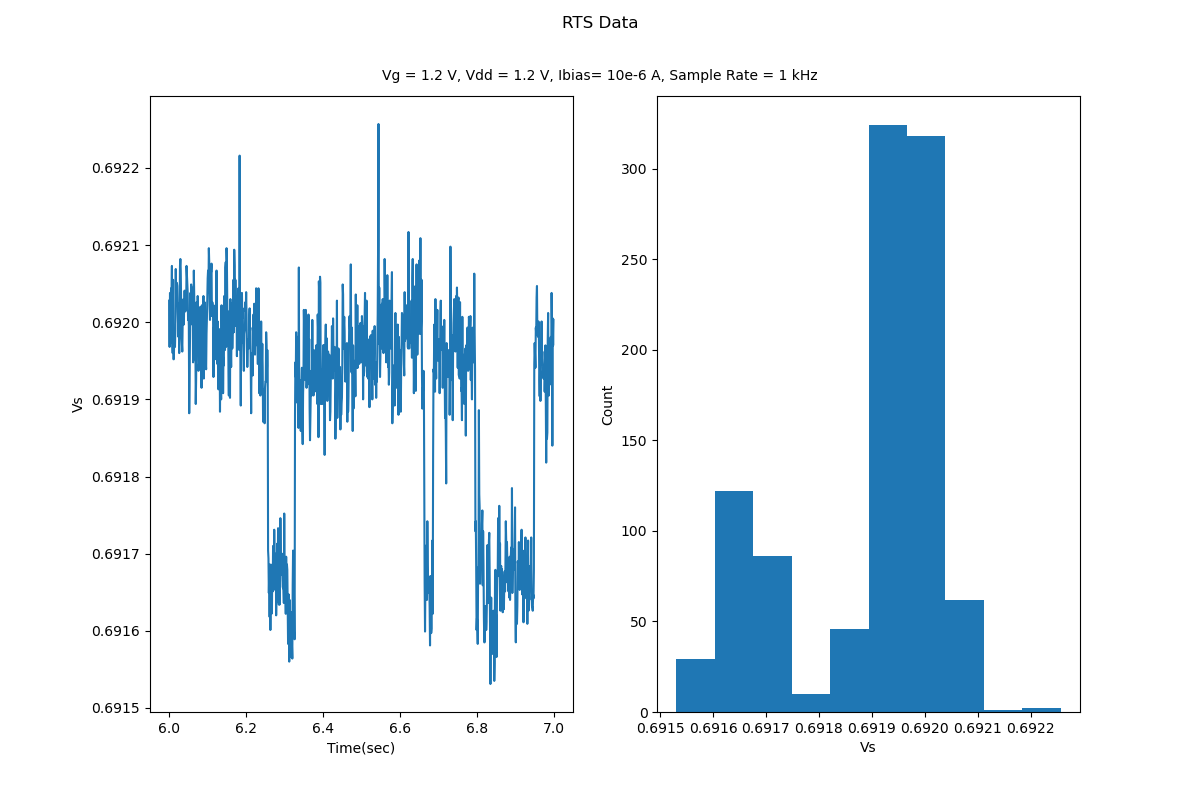 RTS Data
Vg = 1.2 V, Vdd = 1.2 V, Ibias= 10e-6 A, Sample Rate = 1 kHz
0.6922
0.6921
0.6920
0.6919
0.6918
0.6917
0.6916
0.6915
Vs
6.0 6.2 6.4 6.6 6.8 7.0
Time(sec)
300
250
200
150
100
50
0
Count
0.6915 0.6916 0.6917 0.6918 0.6919 0.6920 0.6921 0.6922
Vs